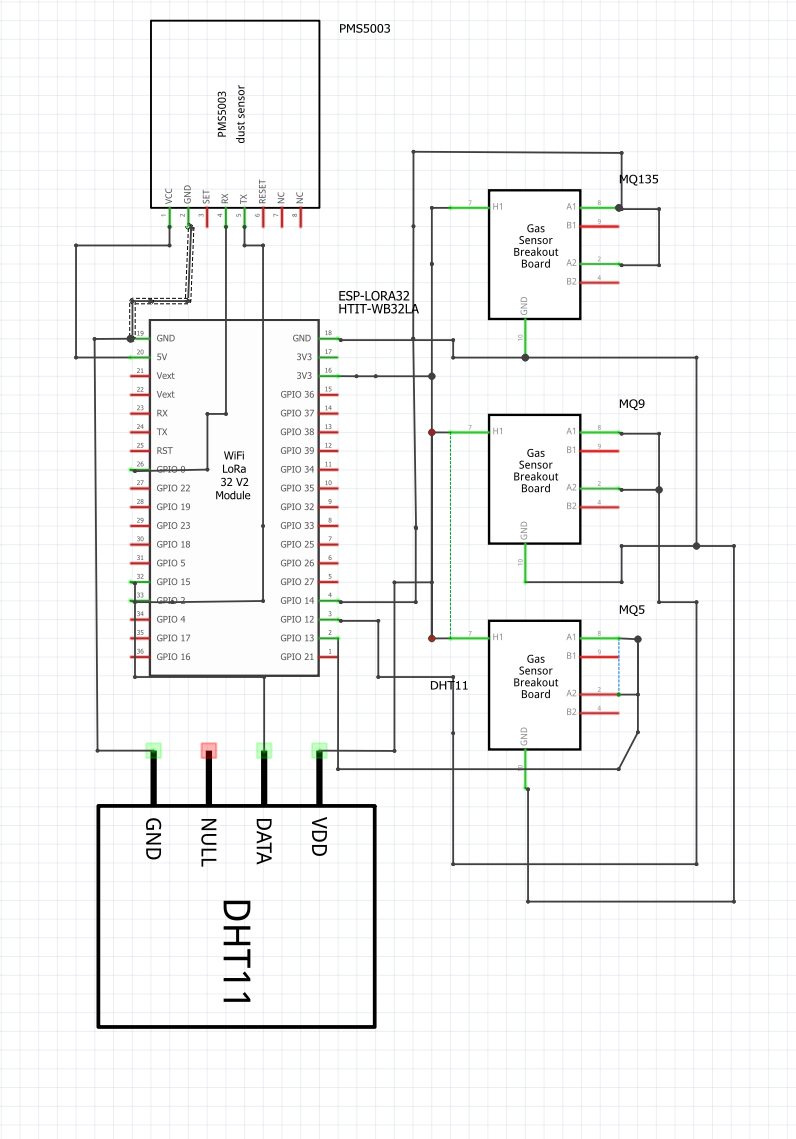 PMS5003
PMS5003
dust sensor
VCC
GND
SET
RX
TX
RESET
NC
NC
1
2
3
4
5
6
7
8
MQ135
Gas
Sensor
Breakout
Board
7
H1
A1
8
B1
9
A2
2
B2
4
GND
10
ESP-LORA32
HTIT-WB32LA
WiFi
LoRa
32 V2
Module
19
GND
20
5V
21
Vext
22
Vext
23
RX
24
TX
25
RST
26
GPIO 0
27
GPIO 22
28
GPIO 19
29
GPIO 23
30
GPIO 18
31
GPIO 5
32
GPIO 15
33
GPIO 2
34
GPIO 4
35
GPIO 17
36
GPIO 16
GND
18
3V3
17
3V3
16
GPIO 36
15
GPIO 37
14
GPIO 38
13
GPIO 39
12
GPIO 34
11
GPIO 35
10
GPIO 32
9
GPIO 33
8
GPIO 25
7
GPIO 26
6
GPIO 27
5
GPIO 14
4
GPIO 12
3
GPIO 13
2
GPIO 21
1
MQ9
Gas
Sensor
Breakout
Board
7
H1
A1
8
B1
9
A2
2
B2
4
GND
10
MQ5
Gas
Sensor
Breakout
Board
7
H1
A1
8
B1
9
A2
2
B2
4
GND
10
DHT11
GND
NULL
DATA
VDD
DHT11